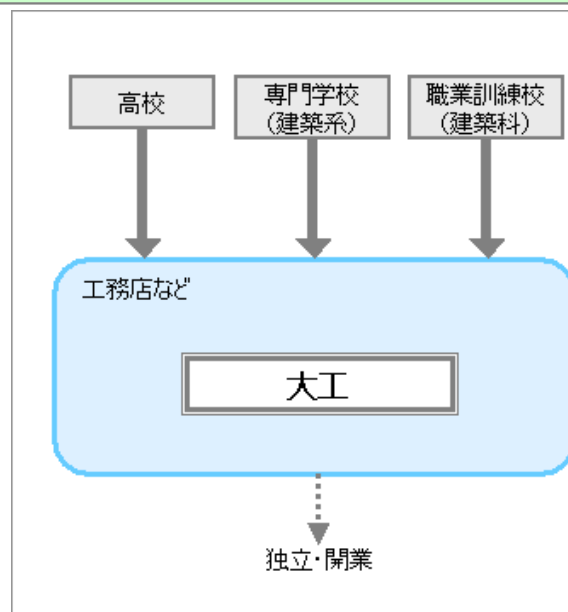 高校
専門学校
(建築系)
職業訓練校
(建築科)
工務店など
大工
独立・開業